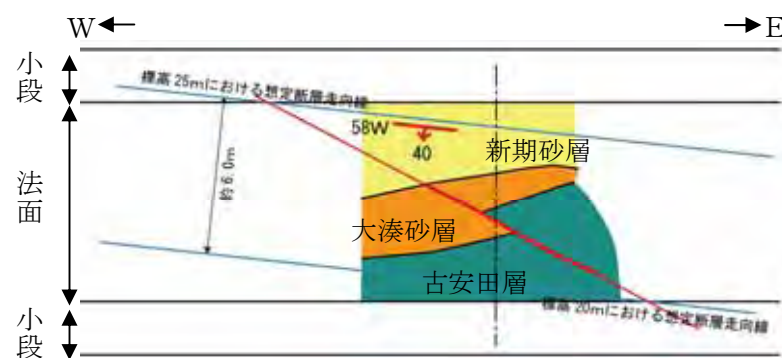 W
E
小段
標高25mにおける想定断層走向線
58W
40
新期砂層
約6.0m
法面
大湊砂層
古安田層
標高20mにおける想定断層走向線
小段